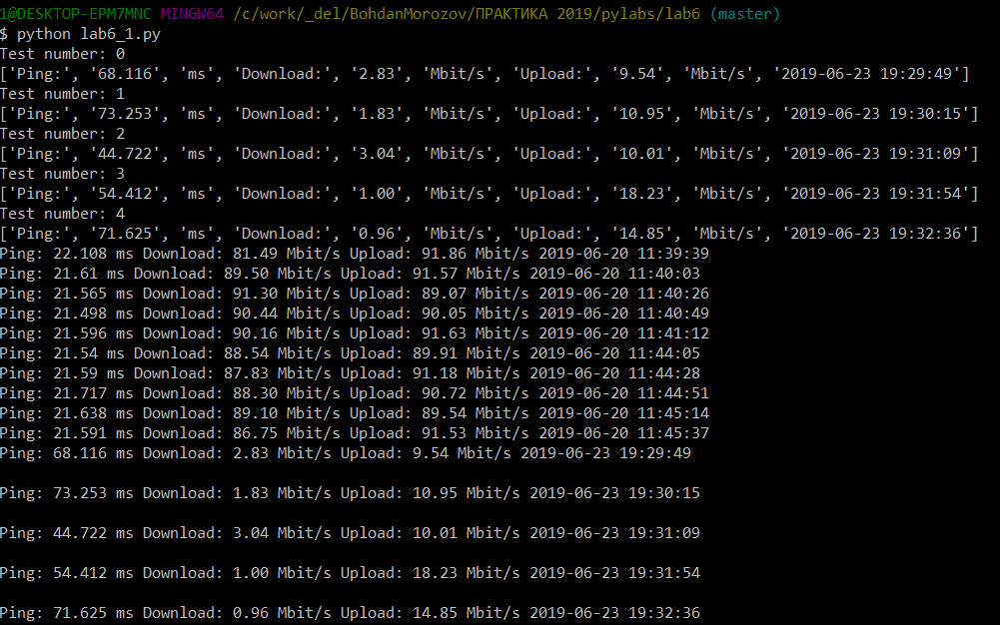 1@DESKTOP-EPM7MNC MINGW64 /c/work/_del/BohdanMorozov/ПРАКТИКА 2019/pylabs/lab6 (master)
$ python lab6_1.py
Test number: 0
['Ping:', '68.116', 'ms', 'Download:', '2.83', 'Mbit/s', 'Upload:', '9.54', 'Mbit/s', '2019-06-23 19:29:49']
Test number: 1
['Ping:', '73.253', 'ms', 'Download:', '1.83', 'Mbit/s', 'Upload:', '10.95', 'Mbit/s', '2019-06-23 19:30:15']
Test number: 2
['Ping:', '44.722', 'ms', 'Download:', '3.04', 'Mbit/s', 'Upload:', '10.01', 'Mbit/s', '2019-06-23 19:31:09']
Test number: 3
['Ping:', '54.412', 'ms', 'Download:', '1.00', 'Mbit/s', 'Upload:', '18.23', 'Mbit/s', '2019-06-23 19:31:54']
Test number: 4
['Ping:', '71.625', 'ms', 'Download:', '0.96', 'Mbit/s', 'Upload:', '14.85', 'Mbit/s', '2019-06-23 19:32:36']
Ping: 22.108 ms Download: 81.49 Mbit/s Upload: 91.86 Mbit/s 2019-06-20 11:39:39
Ping: 21.61 ms Download: 89.50 Mbit/s Upload: 91.57 Mbit/s 2019-06-20 11:40:03
Ping: 21.565 ms Download: 91.30 Mbit/s Upload: 89.07 Mbit/s 2019-06-20 11:40:26
Ping: 21.498 ms Download: 90.44 Mbit/s Upload: 90.05 Mbit/s 2019-06-20 11:40:49
Ping: 21.596 ms Download: 90.16 Mbit/s Upload: 91.63 Mbit/s 2019-06-20 11:41:12
Ping: 21.54 ms Download: 88.54 Mbit/s Upload: 89.91 Mbit/s 2019-06-20 11:44:05
Ping: 21.59 ms Download: 87.83 Mbit/s Upload: 91.18 Mbit/s 2019-06-20 11:44:28
Ping: 21.717 ms Download: 88.30 Mbit/s Upload: 90.72 Mbit/s 2019-06-20 11:44:51
Ping: 21.638 ms Download: 89.10 Mbit/s Upload: 89.54 Mbit/s 2019-06-20 11:45:14
Ping: 21.591 ms Download: 86.75 Mbit/s Upload: 91.53 Mbit/s 2019-06-20 11:45:37
Ping: 68.116 ms Download: 2.83 Mbit/s Upload: 9.54 Mbit/s 2019-06-23 19:29:49
Ping: 73.253 ms Download: 1.83 Mbit/s Upload: 10.95 Mbit/s 2019-06-23 19:30:15
Ping: 44.722 ms Download: 3.04 Mbit/s Upload: 10.01 Mbit/s 2019-06-23 19:31:09
Ping: 54.412 ms Download: 1.00 Mbit/s Upload: 18.23 Mbit/s 2019-06-23 19:31:54
Ping: 71.625 ms Download: 0.96 Mbit/s Upload: 14.85 Mbit/s 2019-06-23 19:32:36